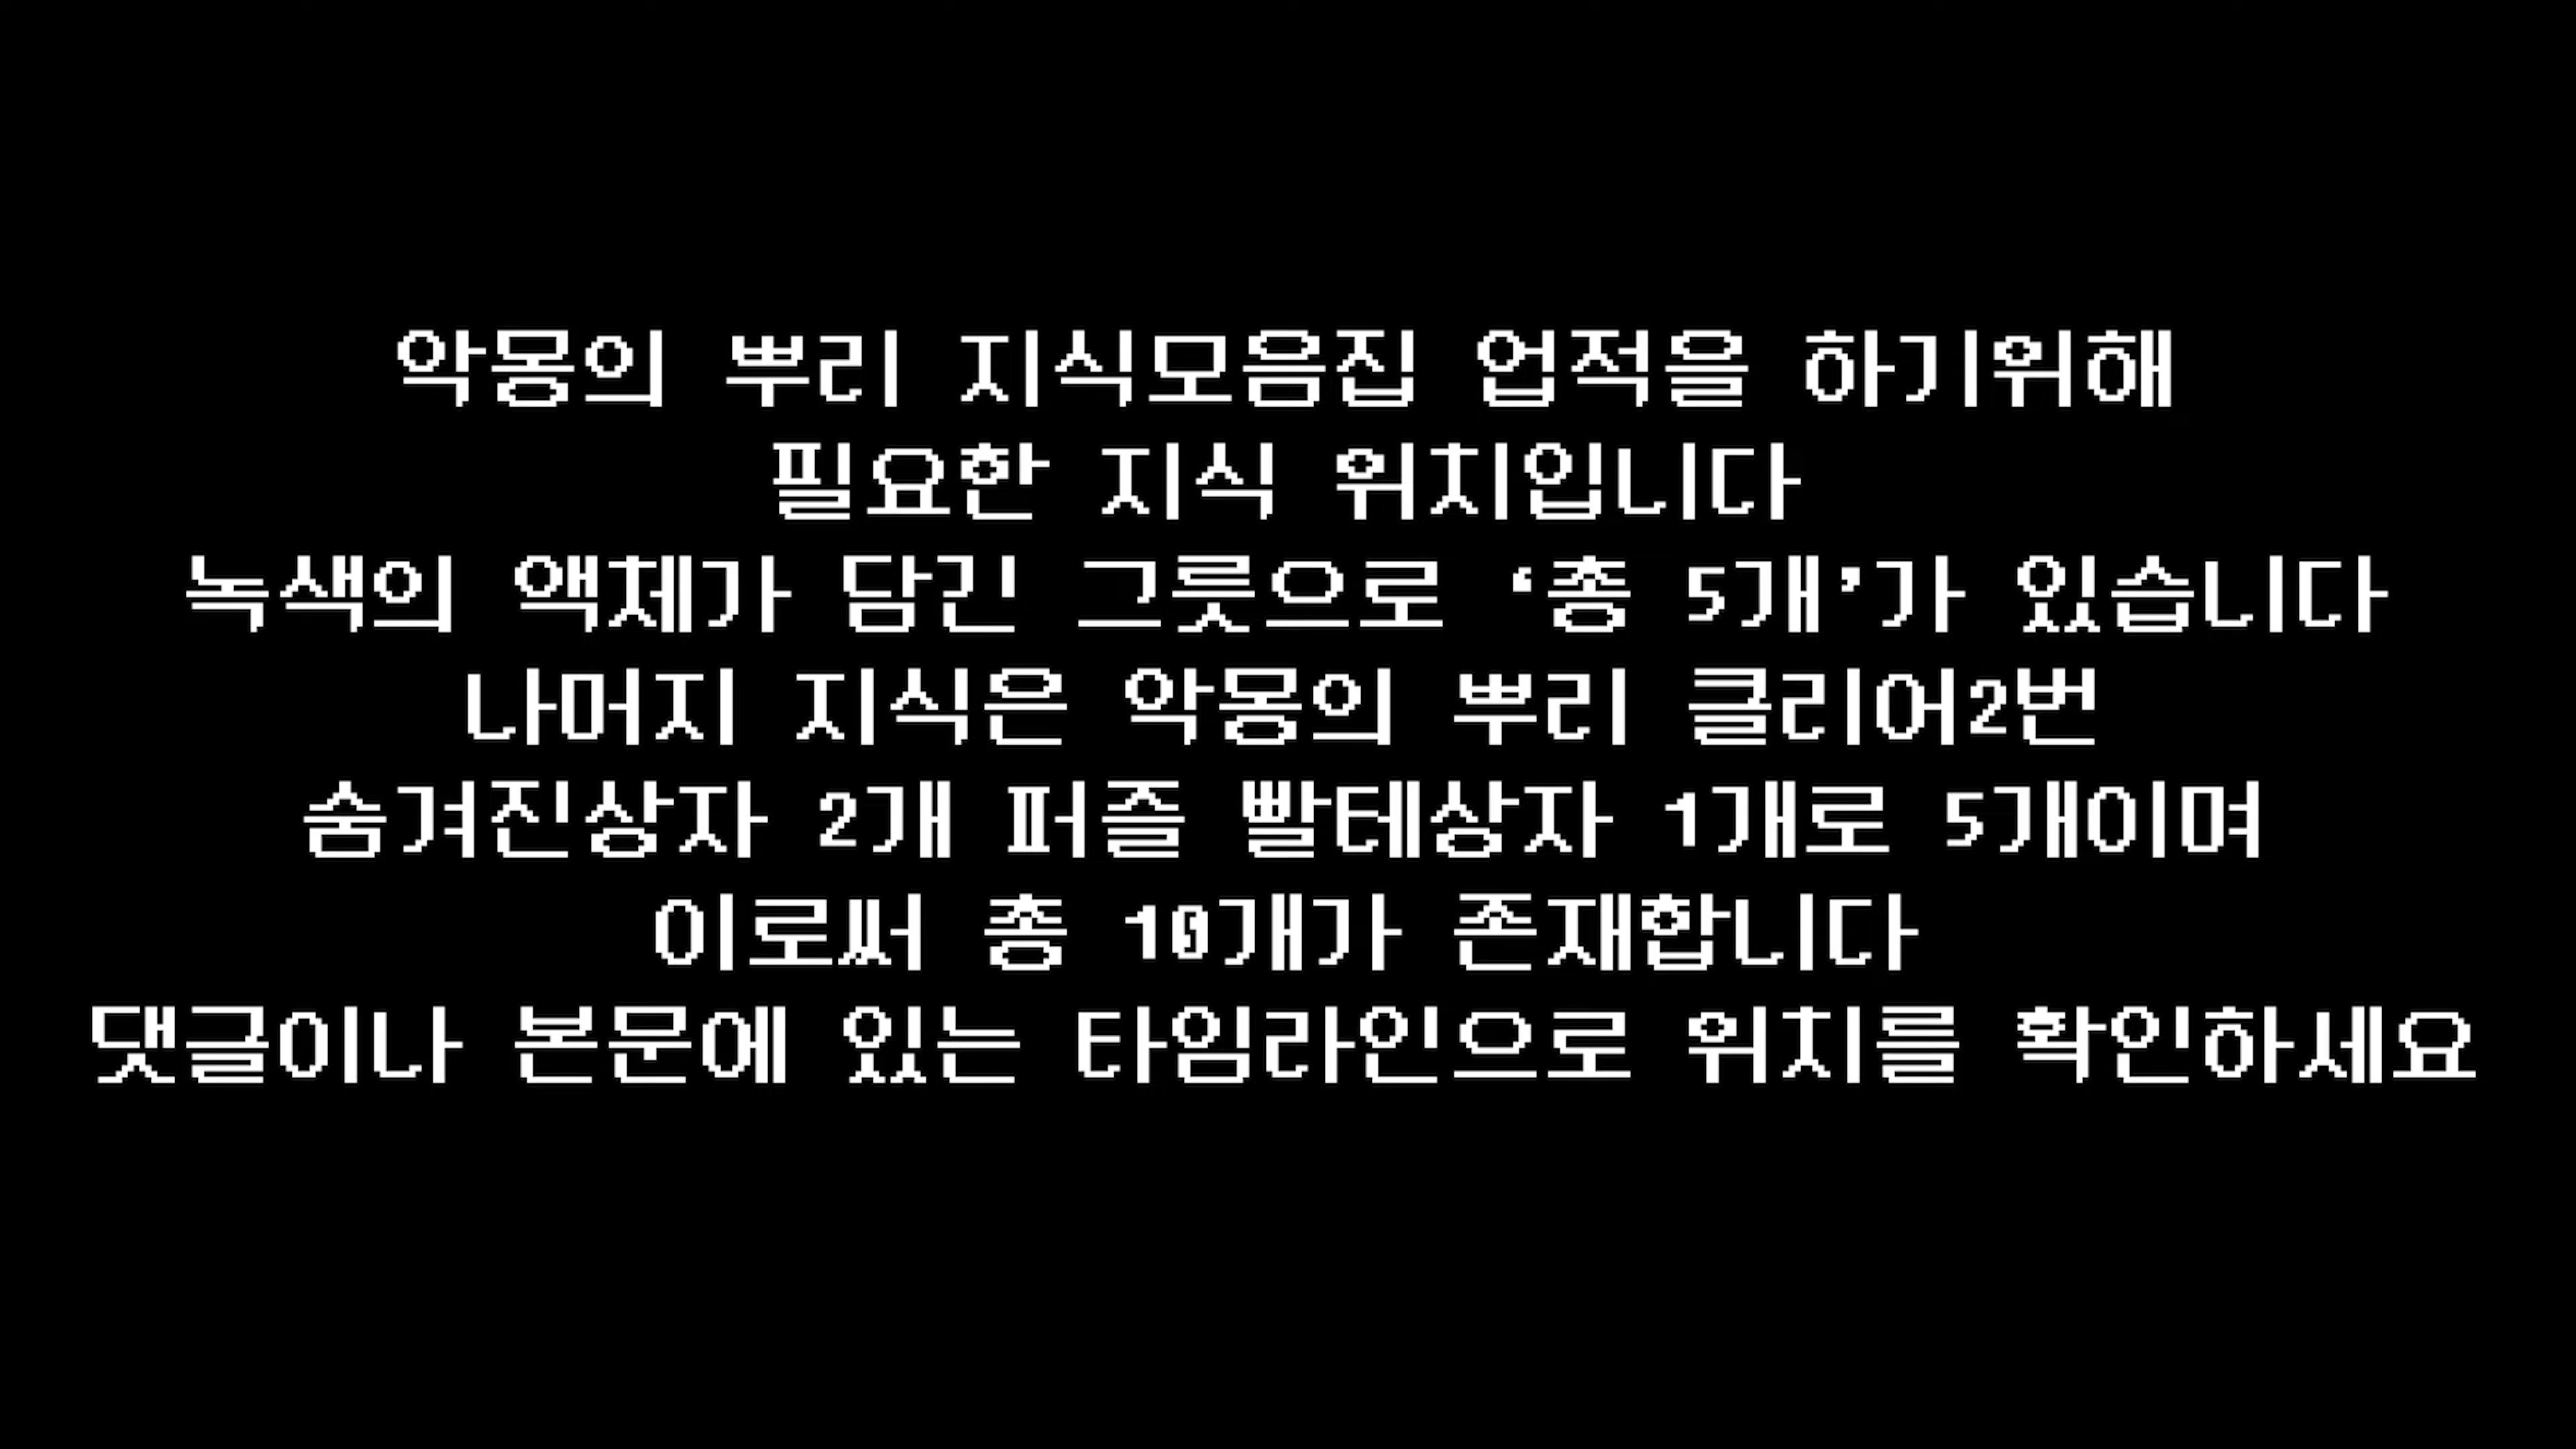 악몽의 뿌리 지식모음집 업적을 하기위해
필요한 지식 위치입니다
녹색의 액체가 담긴 그릇으로 ‘총 5개’가 있습니다
나머지 지식은 악몽의 뿌리 클리어2번
숨겨진상자 2개 퍼즐 빨테상자 1개로 5개이며
이로써 총 10개가 존재합니다
댓글이나 본문에 있는 타임라인으로 위치를 확인하세요